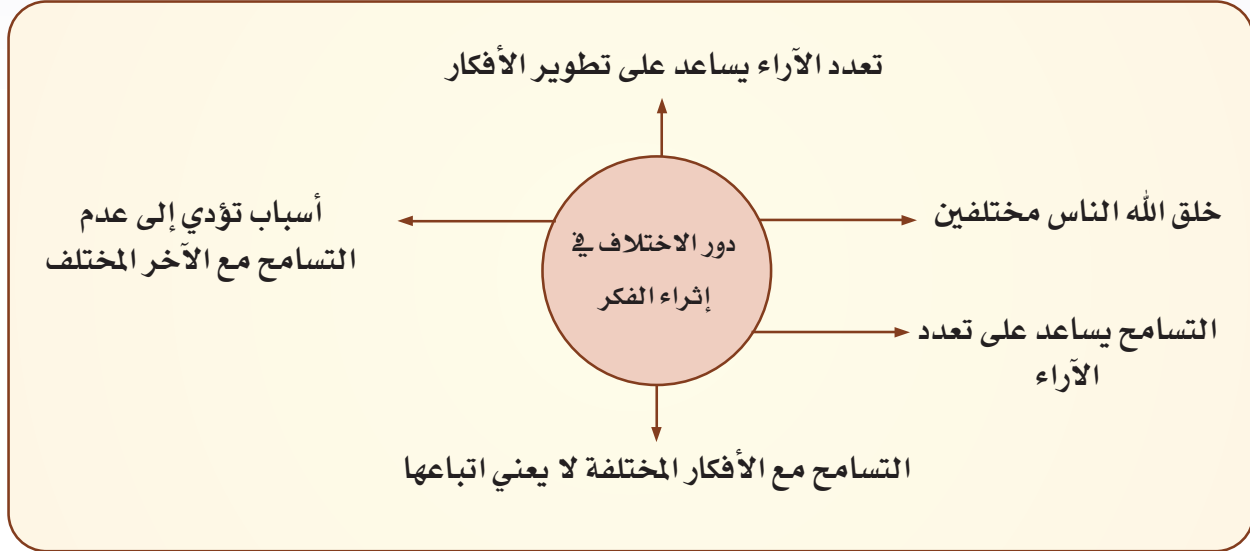 تعدد الآراء يساعد على تطوير الأفكار
خلق الله الناس مختلفين
أسباب تؤدي إلى عدم
التسامح مع الآخر المختلف
دور الاختلاف في
إثراء الفكر
التسامح يساعد على تعدد
الآراء
التسامح مع الأفكار المختلفة لا يعني اتباعها